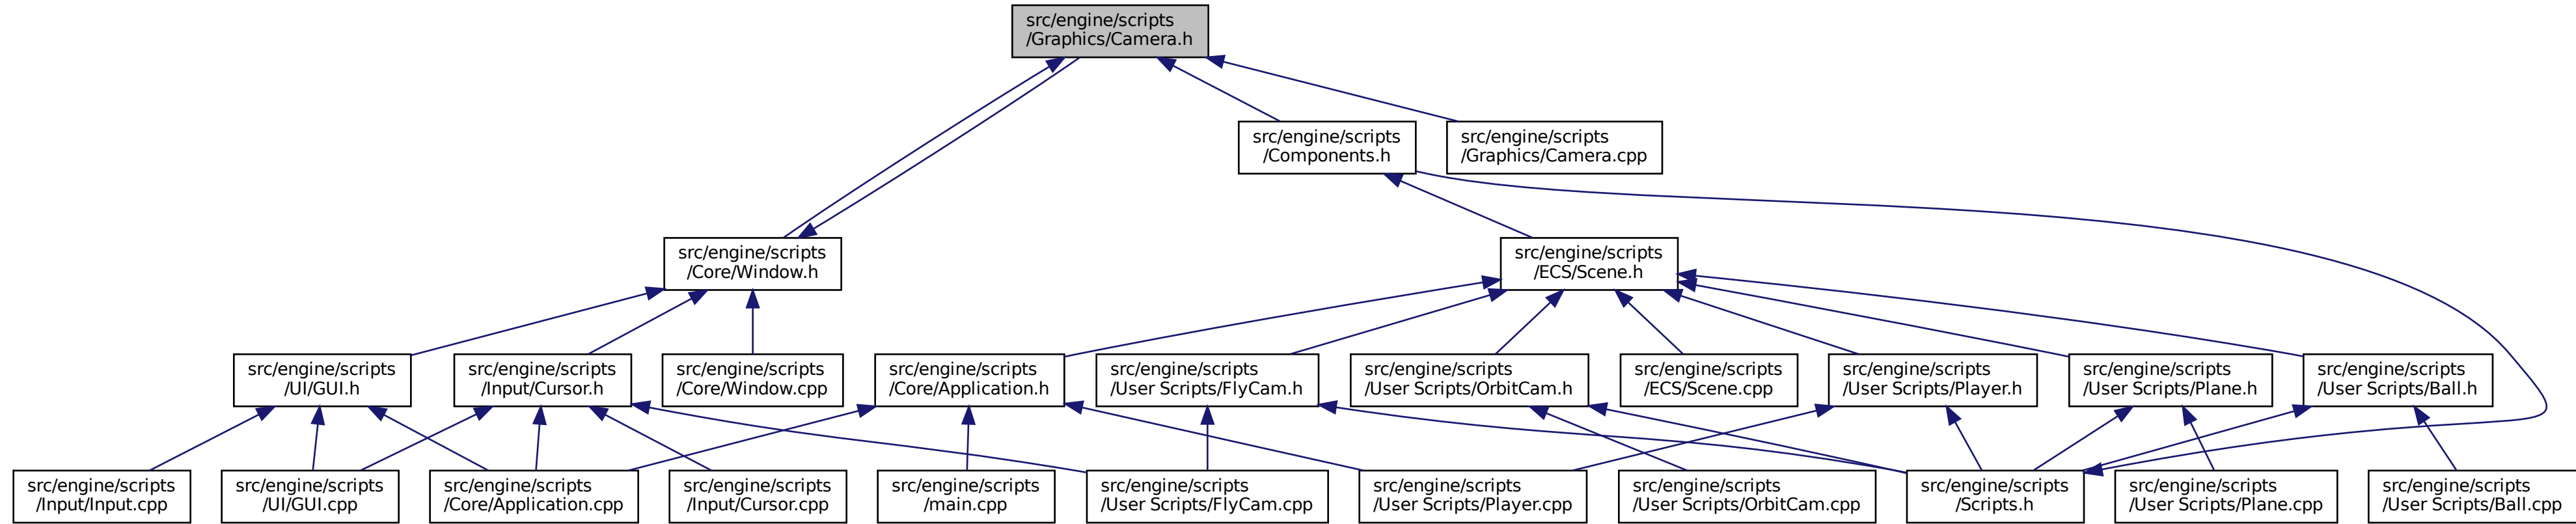 src/engine/scripts
/Graphics/Camera.h
src/engine/scripts
/Components.h
src/engine/scripts
/Graphics/Camera.cpp
src/engine/scripts
/Core/Window.h
src/engine/scripts
/ECS/Scene.h
src/engine/scripts
/UI/GUI.h
src/engine/scripts
/Input/Cursor.h
src/engine/scripts
/Core/Window.cpp
src/engine/scripts
/Core/Application.h
src/engine/scripts
/User Scripts/FlyCam.h
src/engine/scripts
/User Scripts/OrbitCam.h
src/engine/scripts
/ECS/Scene.cpp
src/engine/scripts
/User Scripts/Player.h
src/engine/scripts
/User Scripts/Plane.h
src/engine/scripts
/User Scripts/Ball.h
src/engine/scripts
/Input/Input.cpp
src/engine/scripts
/UI/GUI.cpp
src/engine/scripts
/Core/Application.cpp
src/engine/scripts
/Input/Cursor.cpp
src/engine/scripts
/main.cpp
src/engine/scripts
/User Scripts/FlyCam.cpp
src/engine/scripts
/User Scripts/Player.cpp
src/engine/scripts
/User Scripts/OrbitCam.cpp
src/engine/scripts
/Scripts.h
src/engine/scripts
/User Scripts/Plane.cpp
src/engine/scripts
/User Scripts/Ball.cpp